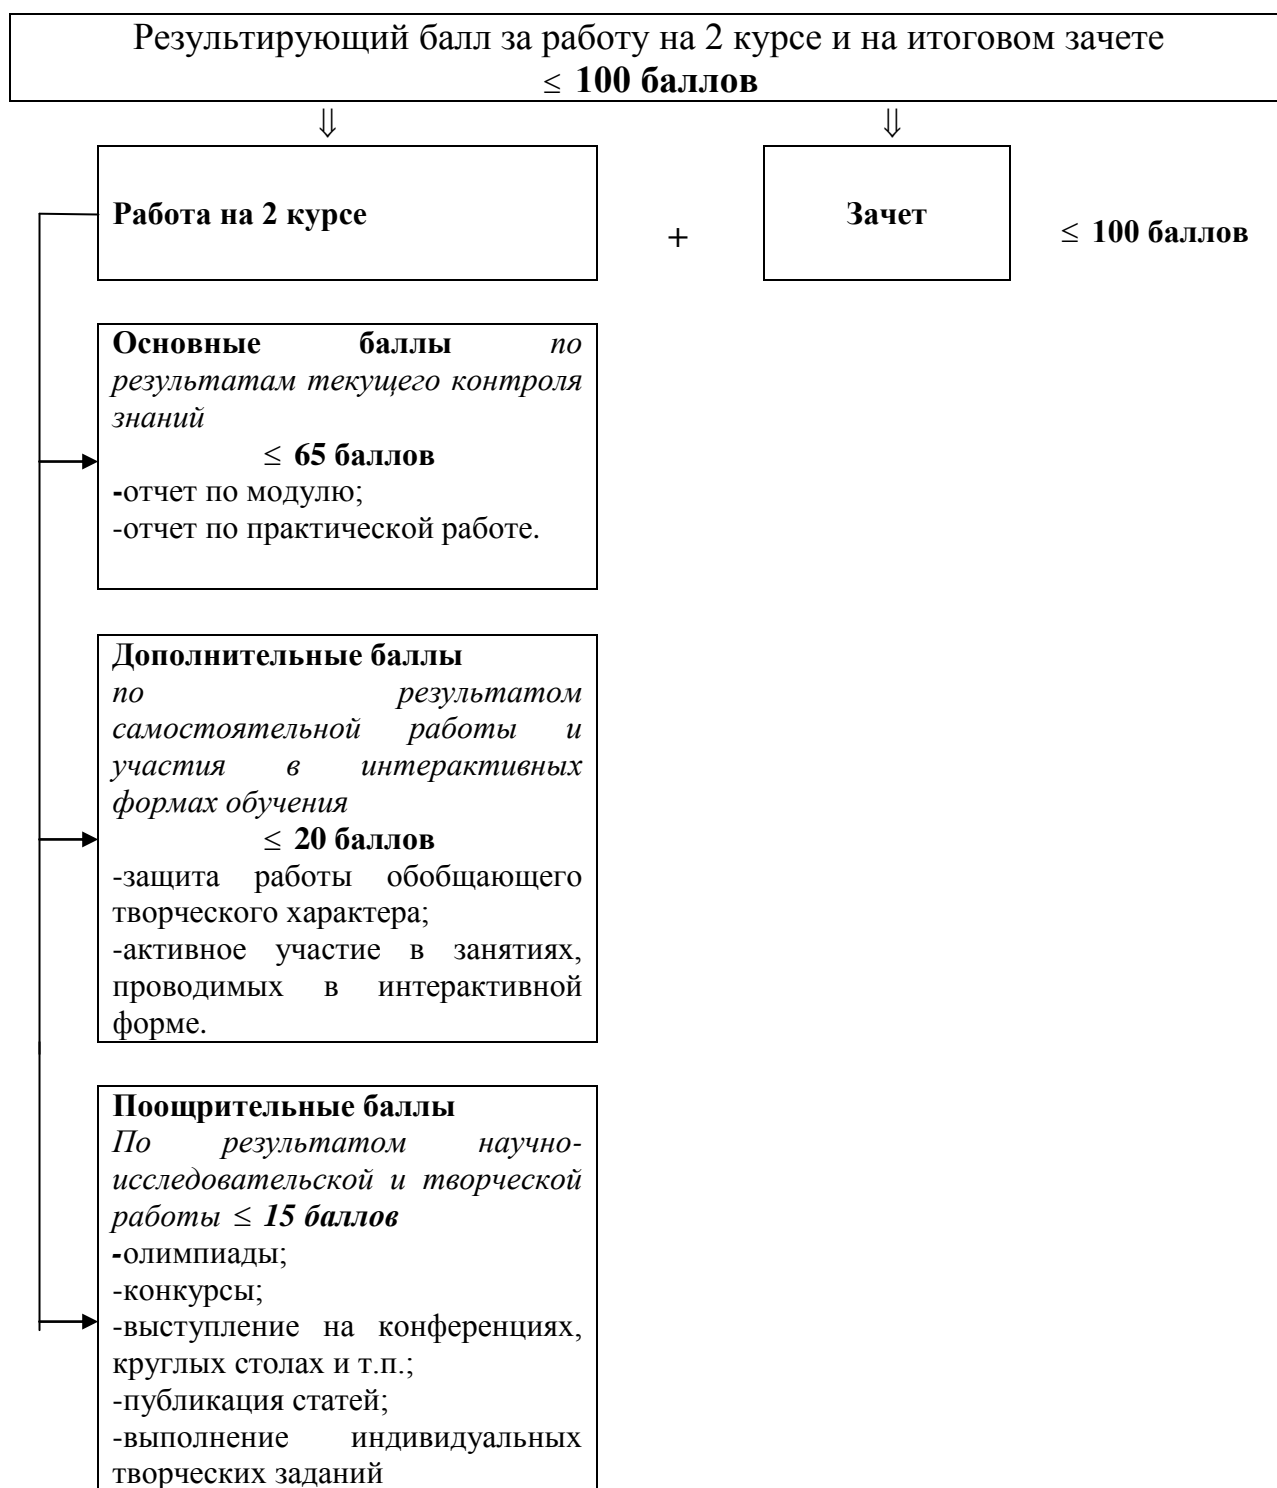 Результирующий балл за работу на 2 курсе и на итоговом зачете
≤ 100 баллов
⇓ ⇓
Работа на 2 курсе
+
Зачет
≤ 100 баллов
Основные баллы по
результатам текущего контроля
знаний
≤ 65 баллов
-отчет по модулю;
-отчет по практической работе.
Дополнительные баллы
по результатом
самостоятельной работы и
участия в интерактивных
формах обучения
≤ 20 баллов
-защита работы обобщающего
творческого характера;
-активное участие в занятиях,
проводимых в интерактивной
форме.
Поощрительные баллы
По результатом научно-
исследовательской и творческой
работы ≤ 15 баллов
-олимпиады;
-конкурсы;
-выступление на конференциях,
круглых столах и т.п.;
-публикация статей;
-выполнение индивидуальных
творческих заданий